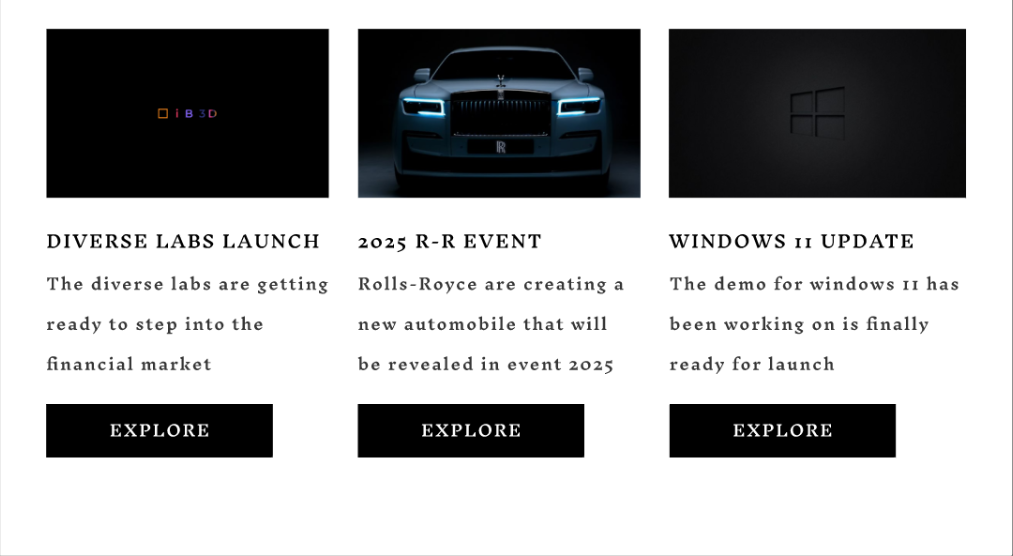 iB3D
DIVERSE LABS LAUNCH
The diverse labs are getting
ready to step into the
financial market
EXPLORE
R
2025 R-R EVENT
Rolls-Royce are creating a
new automobile that will
be revealed in event 2025
EXPLORE
WINDOWS 11 UPDATE
The demo for windows 11 has
been working on is finally
ready for launch
EXPLORE